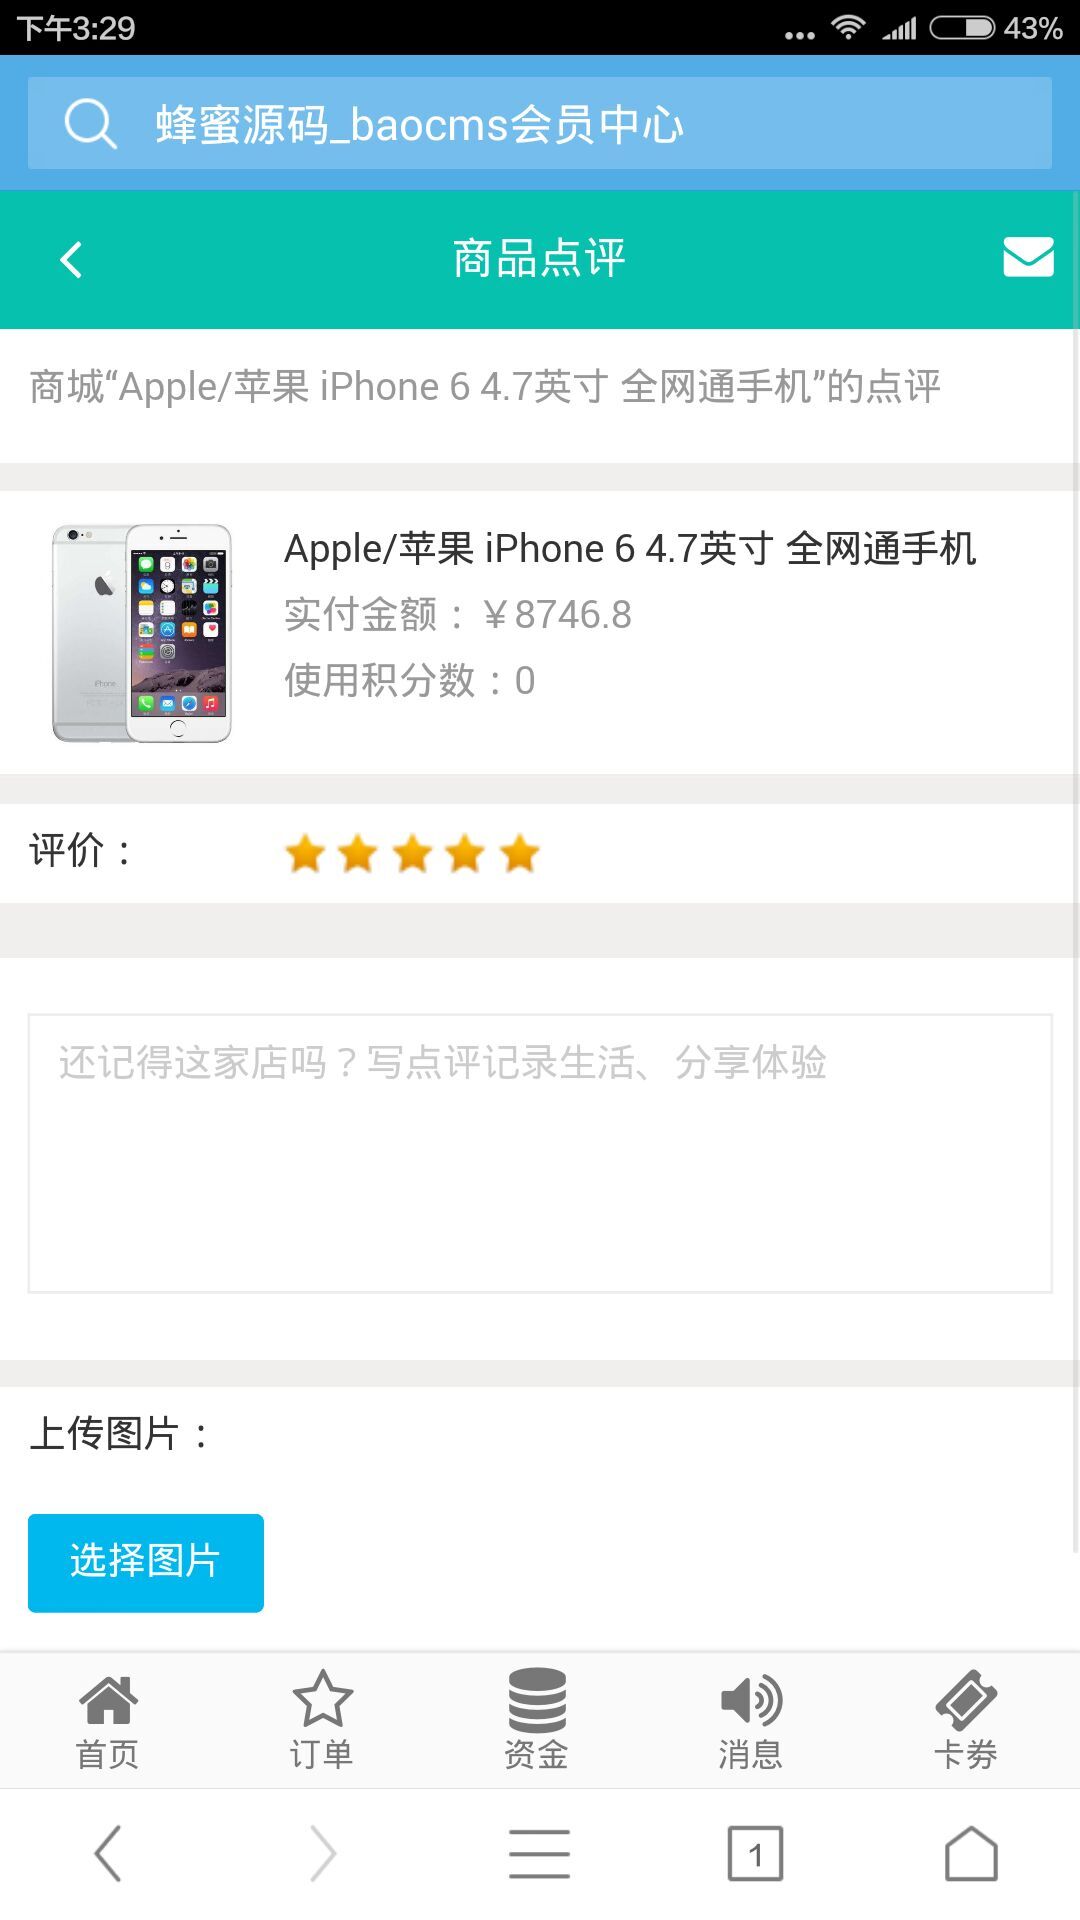 下午3:29
43%
蜂蜜源码_baocms会员中心
商品点评
商城“Apple/苹果 iPhone 6 4.7英寸 全网通手机”的点评
Apple/苹果 iPhone 6 4.7英寸 全网通手机
实付金额：￥8746.8
使用积分数：0
iPhone
评价：
还记得这家店吗？写点评记录生活、分享体验
上传图片：
选择图片
首页 订单 资金 消息 卡劵
1